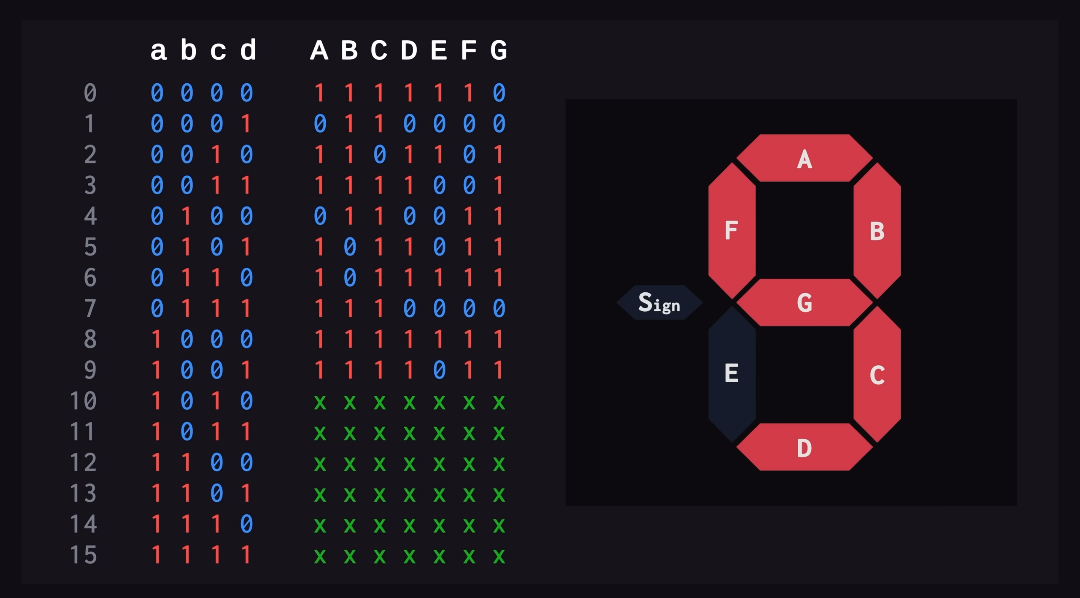 a b c d A B C D E F G
0 0 0 0 0 1 1 1 1 1 1 0
1 0 0 0 1 0 1 1 0 0 0 0
2 0 0 1 0 1 1 0 1 1 0 1
3 0 0 1 1 1 1 1 1 0 0 1
4 0 1 0 0 0 1 1 0 0 1 1
5 0 1 0 1 1 0 1 1 0 1 1
6 0 1 1 0 1 0 1 1 1 1 1
7 0 1 1 1 1 1 1 0 0 0 0
8 1 0 0 0 1 1 1 1 1 1 1
9 1 0 0 1 1 1 1 1 0 1 1
10 1 0 1 0 x x x x x x x
11 1 0 1 1 x x x x x x x
12 1 1 0 0 x x x x x x x
13 1 1 0 1 x x x x x x x
14 1 1 1 0 x x x x x x x
15 1 1 1 1 x x x x x x x
A
F B
Sign G
E C
D